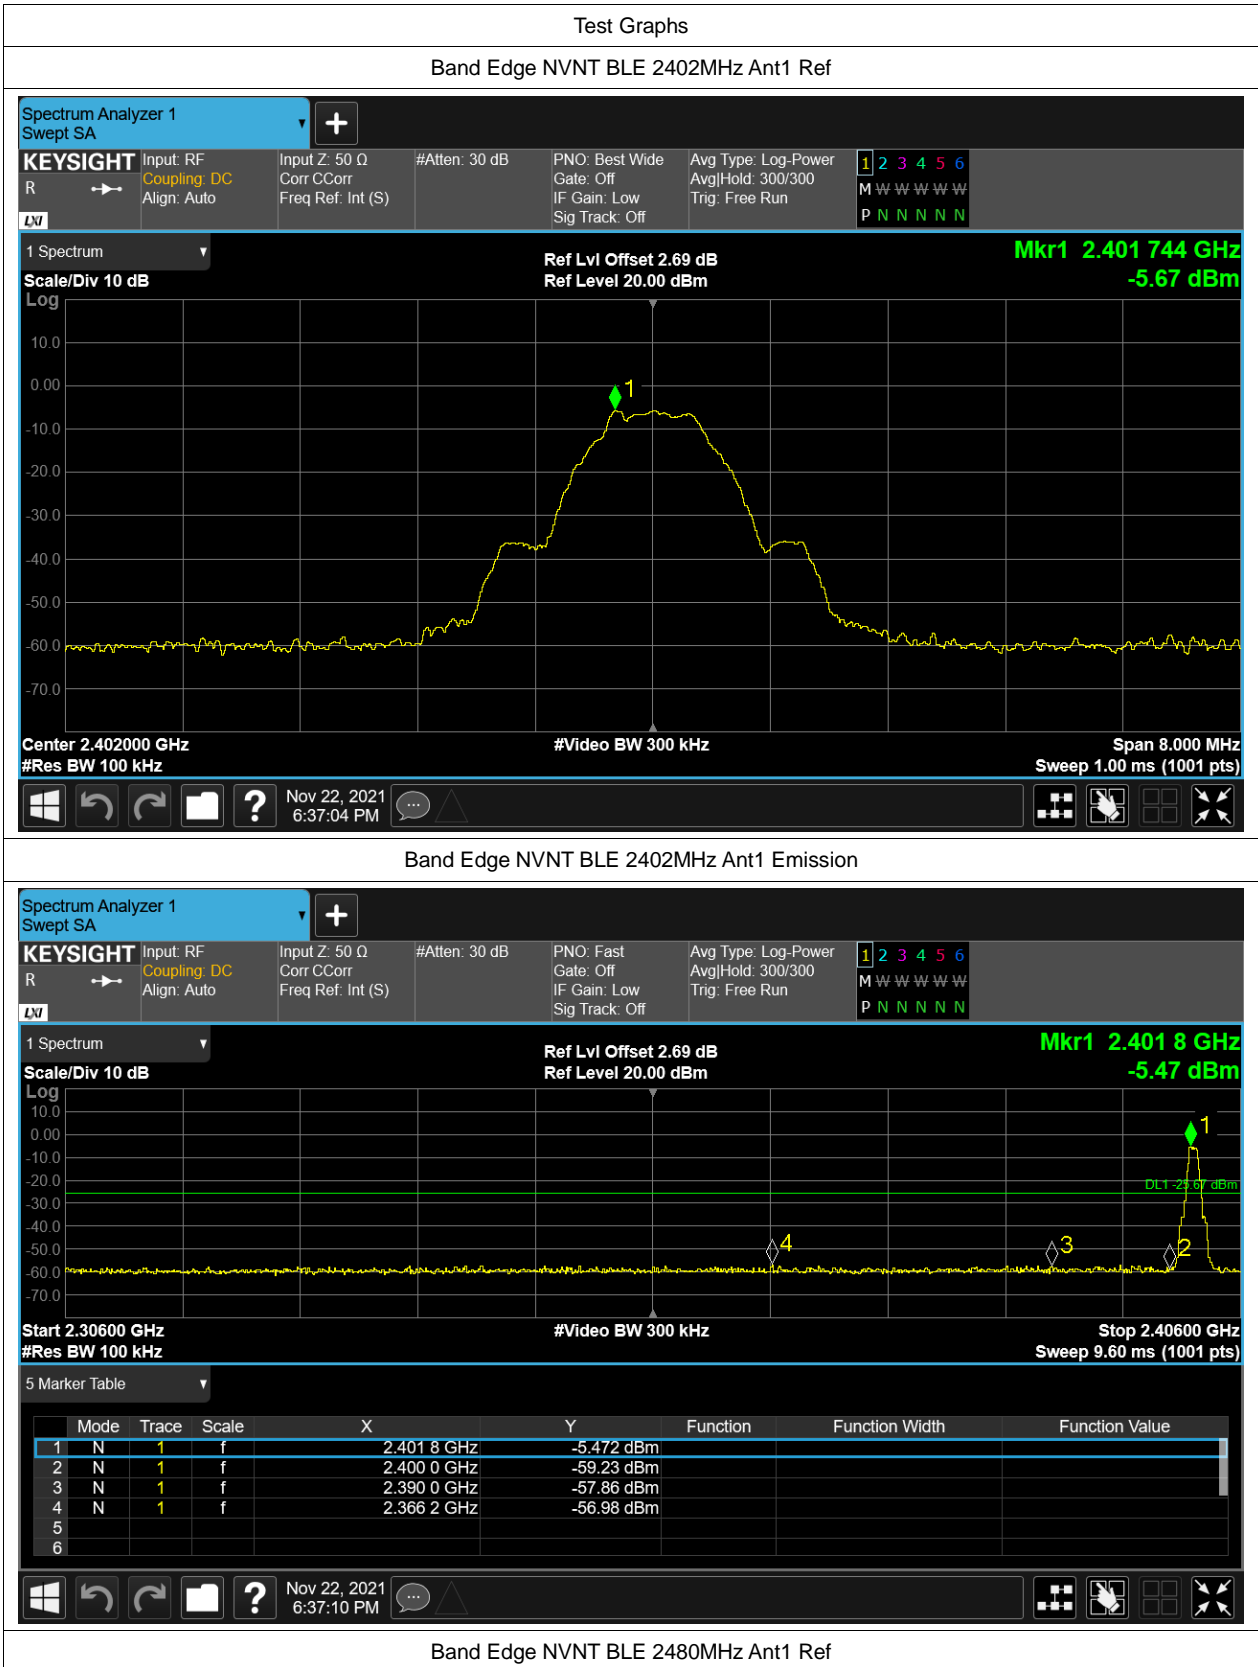 Test Graphs
Band Edge NVNT BLE 2402MHz Ant1 Ref
Spectrum Analyzer 1
Swept SA
KEYSIGHT Input: RF Input Z: 50 Ω #Atten: 30 dB PNO: Best Wide Avg Type: Log-Power 1 2 3 4 5 6
R Coupling: DC Corr CCorr Gate: Off Avg|Hold: 300/300 M W W W W W
Align: Auto Freq Ref: Int (S) IF Gain: Low Trig: Free Run
LXI Sig Track: Off P N N N N N
1 Spectrum Ref Lvl Offset 2.69 dB Mkr1 2.401 744 GHz
Scale/Div 10 dB Ref Level 20.00 dBm -5.67 dBm
Log
10.0
0.00 1
-10.0
-20.0
-30.0
-40.0
-50.0
-60.0
-70.0
Center 2.402000 GHz #Video BW 300 kHz Span 8.000 MHz
#Res BW 100 kHz Sweep 1.00 ms (1001 pts)
? Nov 22, 2021
6:37:04 PM
Band Edge NVNT BLE 2402MHz Ant1 Emission
Spectrum Analyzer 1
Swept SA
KEYSIGHT Input: RF Input Z: 50 Ω #Atten: 30 dB PNO: Fast Avg Type: Log-Power 1 2 3 4 5 6
R Coupling: DC Corr CCorr Gate: Off Avg|Hold: 300/300 M W W W W W
Align: Auto Freq Ref: Int (S) IF Gain: Low Trig: Free Run
LXI Sig Track: Off P N N N N N
1 Spectrum Ref Lvl Offset 2.69 dB Mkr1 2.401 8 GHz
Scale/Div 10 dB Ref Level 20.00 dBm -5.47 dBm
Log
10.0
0.00 1
-10.0
-20.0 DL1 -25.67 dBm
-30.0
-40.0
-50.0 4 3 2
-60.0
-70.0
Start 2.30600 GHz #Video BW 300 kHz Stop 2.40600 GHz
#Res BW 100 kHz Sweep 9.60 ms (1001 pts)
5 Marker Table
Mode Trace Scale X Y Function Function Width Function Value
1 N 1 f 2.401 8 GHz -5.472 dBm
2 N 1 f 2.400 0 GHz -59.23 dBm
3 N 1 f 2.390 0 GHz -57.86 dBm
4 N 1 f 2.366 2 GHz -56.98 dBm
5
6
? Nov 22, 2021
6:37:10 PM
Band Edge NVNT BLE 2480MHz Ant1 Ref